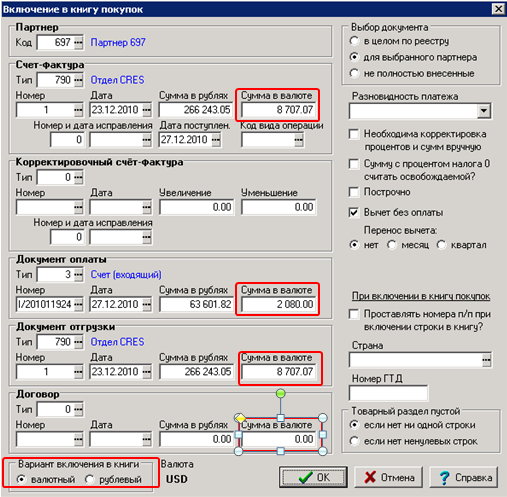 Включение в книгу покупок
Партнер
Код 697 Партнер 697
Счет-фактура
Тип 790 Отдел CRES
Номер Дата Сумма в рублях Сумма в валюте
1 23.12.2010 266 243.05 8 707.07
Номер и дата исправления Дата поступлен. Код вида операции
0 27.12.2010
Корректировочный счёт-фактура
Тип 0
Номер Дата Увеличение Уменьшение
0.00 0.00
Номер и дата исправления
0
Документ оплаты
Тип 3 Счет (входящий)
Номер Дата Сумма в рублях Сумма в валюте
I/201011924 27.12.2010 63 601.82 2 080.00
Документ отгрузки
Тип 790 Отдел CRES
Номер Дата Сумма в рублях Сумма в валюте
1 23.12.2010 266 243.05 8 707.07
Договор
Тип 0
Номер Дата Сумма в рублях Сумма в валюте
0.00 0.00
Вариант включения в книги
валютный рублевый
Валюта
USD
Выбор документа
в целом по реестру
для выбранного партнера
не полностью внесенные
Разновидность платежа
Необходима корректировка
процентов и сумм вручную
Сумму с процентом налога 0
считать освобождаемой?
Построчно
Вычет без оплаты
Перенос вычета:
нет месяц квартал
При включении в книгу покупок
Проставлять номера п/п при
включении строки в книгу?
Страна
Номер ГТД
Товарный раздел пустой
если нет ни одной строки
если нет ненулевых строк
OK Отмена Справка